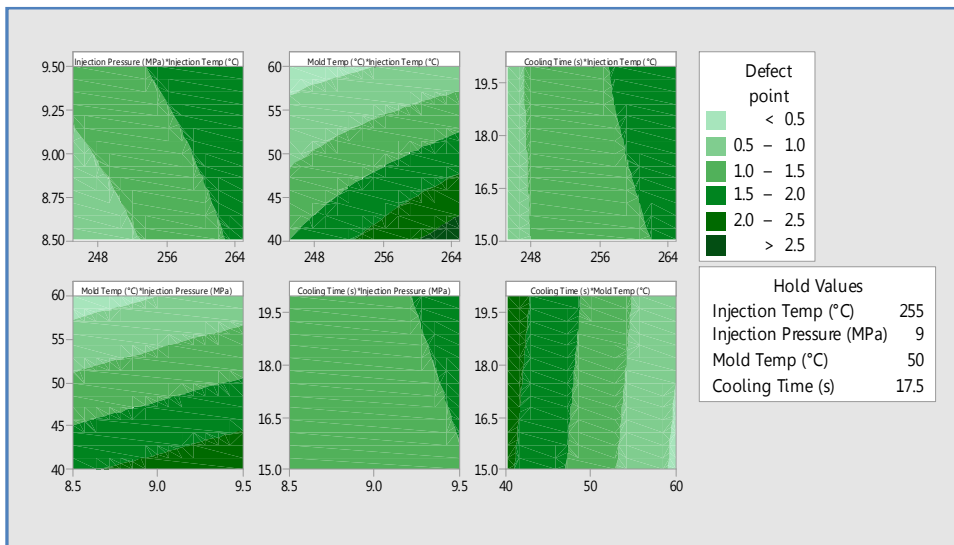 Injection Pressure (MPa)*Injection Temp (°C)
9.50
9.25
9.00
8.75
8.50
248 256 264
Mold Temp (°C)*Injection Temp (°C)
60
55
50
45
40
248 256 264
Cooling Time (s)*Injection Temp (°C)
19.5
18.0
16.5
15.0
248 256 264
Defect
point
< 0.5
0.5 – 1.0
1.0 – 1.5
1.5 – 2.0
2.0 – 2.5
> 2.5
Mold Temp (°C)*Injection Pressure (MPa)
60
55
50
45
40
8.5 9.0 9.5
Cooling Time (s)*Injection Pressure (MPa)
19.5
18.0
16.5
15.0
8.5 9.0 9.5
Cooling Time (s)*Mold Temp (°C)
19.5
18.0
16.5
15.0
40 50 60
Hold Values
Injection Temp (°C) 255
Injection Pressure (MPa) 9
Mold Temp (°C) 50
Cooling Time (s) 17.5